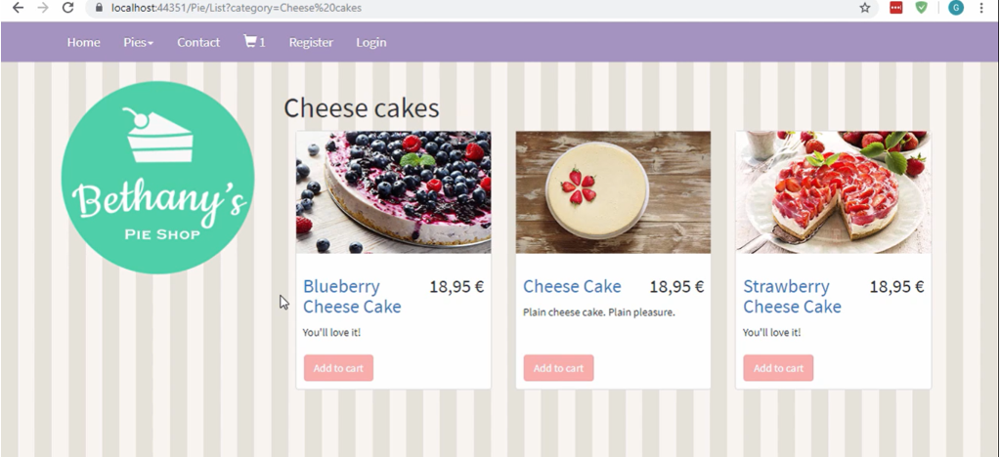 localhost:44351/Pie/List?category=Cheese%20cakes
G
Home Pies Contact 1 Register Login
Bethany's
PIE SHOP
Cheese cakes
Blueberry Cheese Cake 18,95 €
You'll love it!
Add to cart
Cheese Cake 18,95 €
Plain cheese cake. Plain pleasure.
Add to cart
Strawberry Cheese Cake 18,95 €
You'll love it!
Add to cart